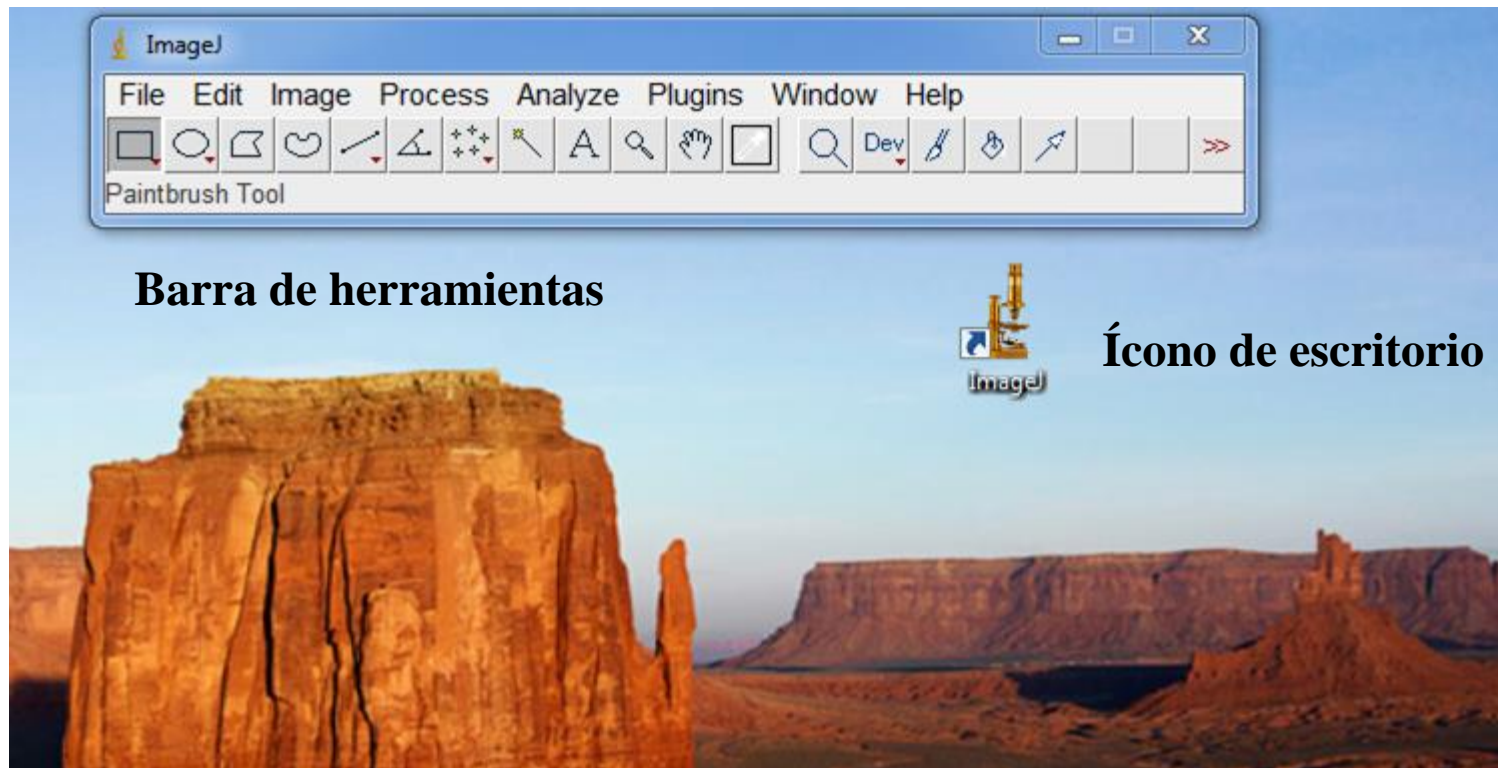 ImageJ
File Edit Image Process Analyze Plugins Window Help
A Dev >>
Paintbrush Tool
Barra de herramientas
Ícono de escritorio
ImageJ